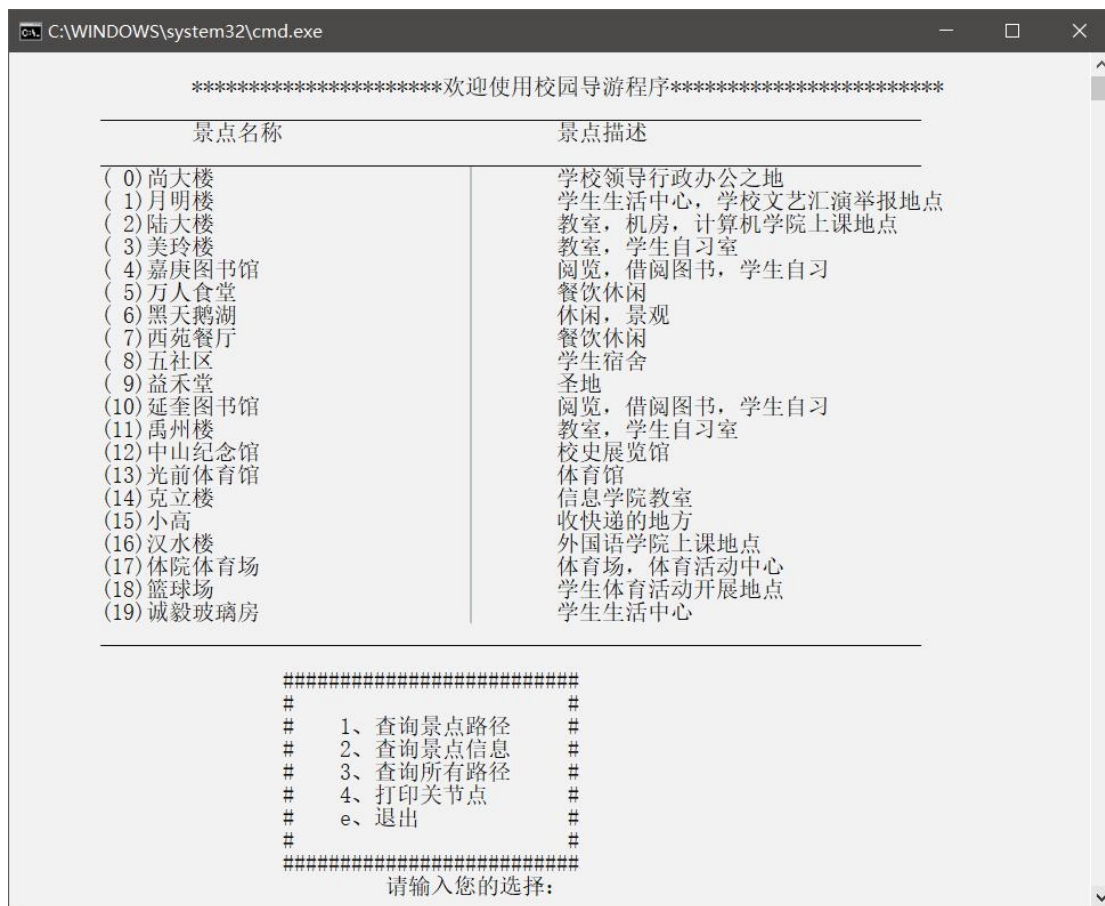 C:\WINDOWS\system32\cmd.exe
**********************欢迎使用校园导游程序************************
景点名称 景点描述
( 0)尚大楼 学校领导行政办公之地
( 1)月明楼 学生生活中心，学校文艺汇演举报地点
( 2)陆大楼 教室，机房，计算机学院上课地点
( 3)美玲楼 教室，学生自习室
( 4)嘉庚图书馆 阅览，借阅图书，学生自习
( 5)万人食堂 餐饮休闲
( 6)黑天鹅湖 休闲，景观
( 7)西苑餐厅 餐饮休闲
( 8)五社区 学生宿舍
( 9)益禾堂 圣地
(10)延奎图书馆 阅览，借阅图书，学生自习
(11)禹州楼 教室，学生自习室
(12)中山纪念馆 校史展览馆
(13)光前体育馆 体育馆
(14)克立楼 信息学院教室
(15)小高 收快递的地方
(16)汉水楼 外国语学院上课地点
(17)体院体育场 体育场，体育活动中心
(18)篮球场 学生体育活动开展地点
(19)诚毅玻璃房 学生生活中心
##########################
# #
# 1、查询景点路径 #
# 2、查询景点信息 #
# 3、查询所有路径 #
# 4、打印关节点 #
# e、退出 #
# #
##########################
请输入您的选择: